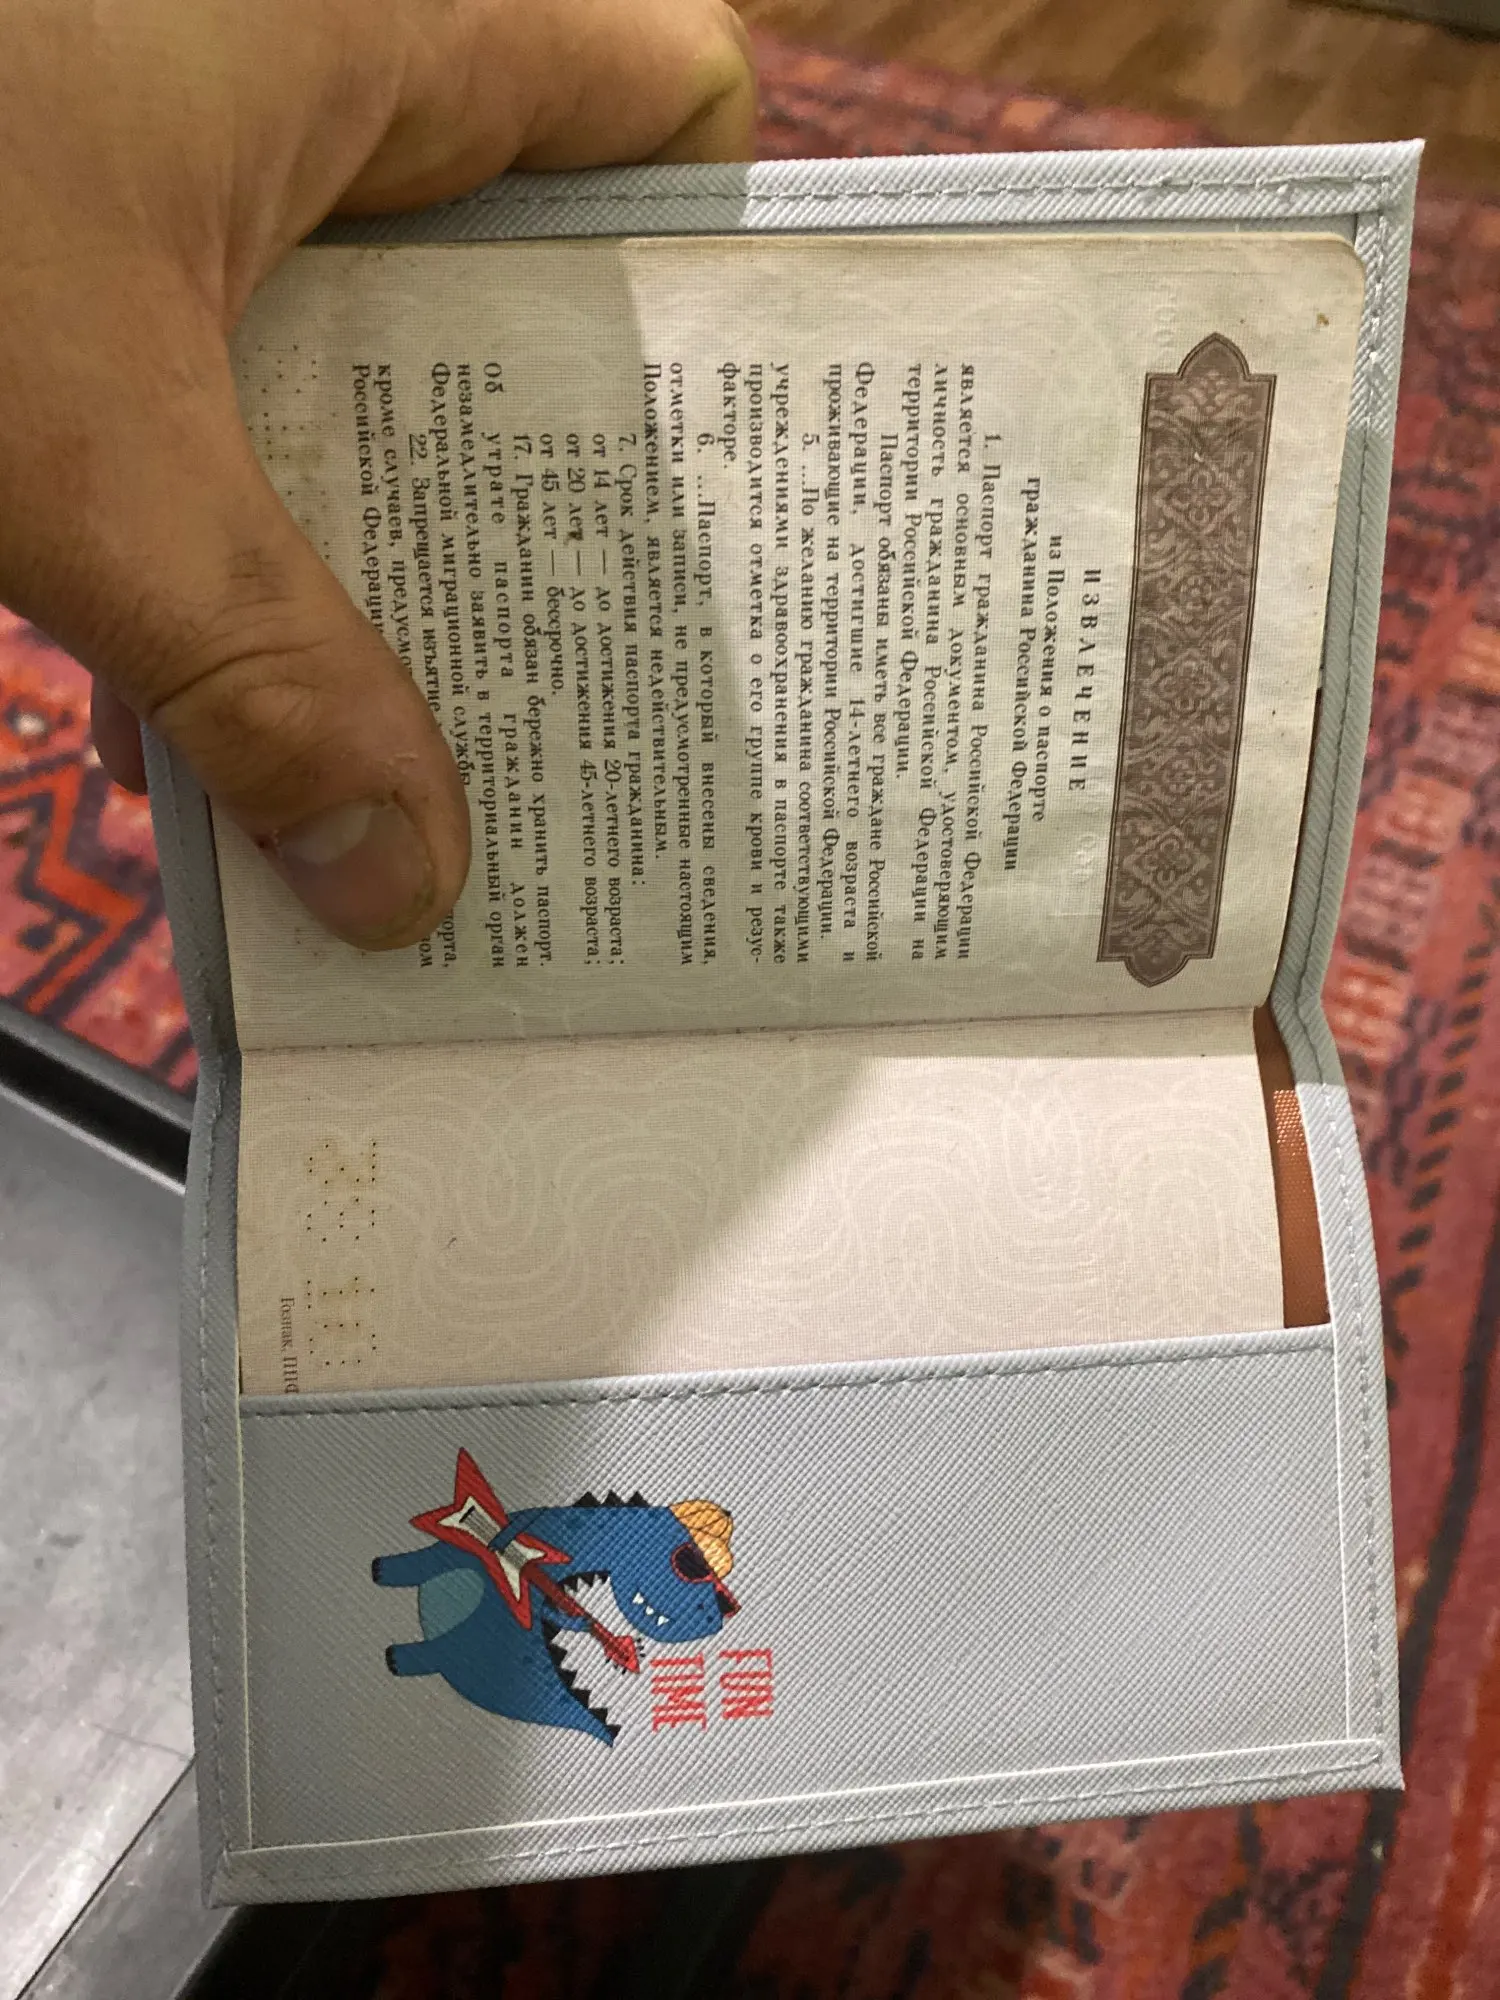 ИЗВЛЕЧЕНИЕ
из Положения о паспорте
гражданина Российской Федерации
1. Паспорт гражданина Российской Федерации
является основным документом, удостоверяющим
личность гражданина Российской Федерации на
территории Российской Федерации.
Паспорт обязаны иметь все граждане Российской
Федерации, достигшие 14-летнего возраста и
проживающие на территории Российской Федерации.
5. ...По желанию гражданина соответствующими
учреждениями здравоохранения в паспорте также
производится отметка о его группе крови и резус-
факторе.
6. ...Паспорт, в который внесены сведения,
отметки или записи, не предусмотренные настоящим
Положением, является недействительным.
7. Срок действия паспорта гражданина:
от 14 лет — до достижения 20-летнего возраста;
от 20 лет — до достижения 45-летнего возраста;
от 45 лет — бессрочно.
17. Гражданин обязан бережно хранить паспорт.
Об утрате паспорта гражданин должен
незамедлительно заявить в территориальный орган
Федеральной миграционной службы
22. Запрещается изъятие
кроме случаев,
Российской Федерации
Гознак,
FUN
TIME